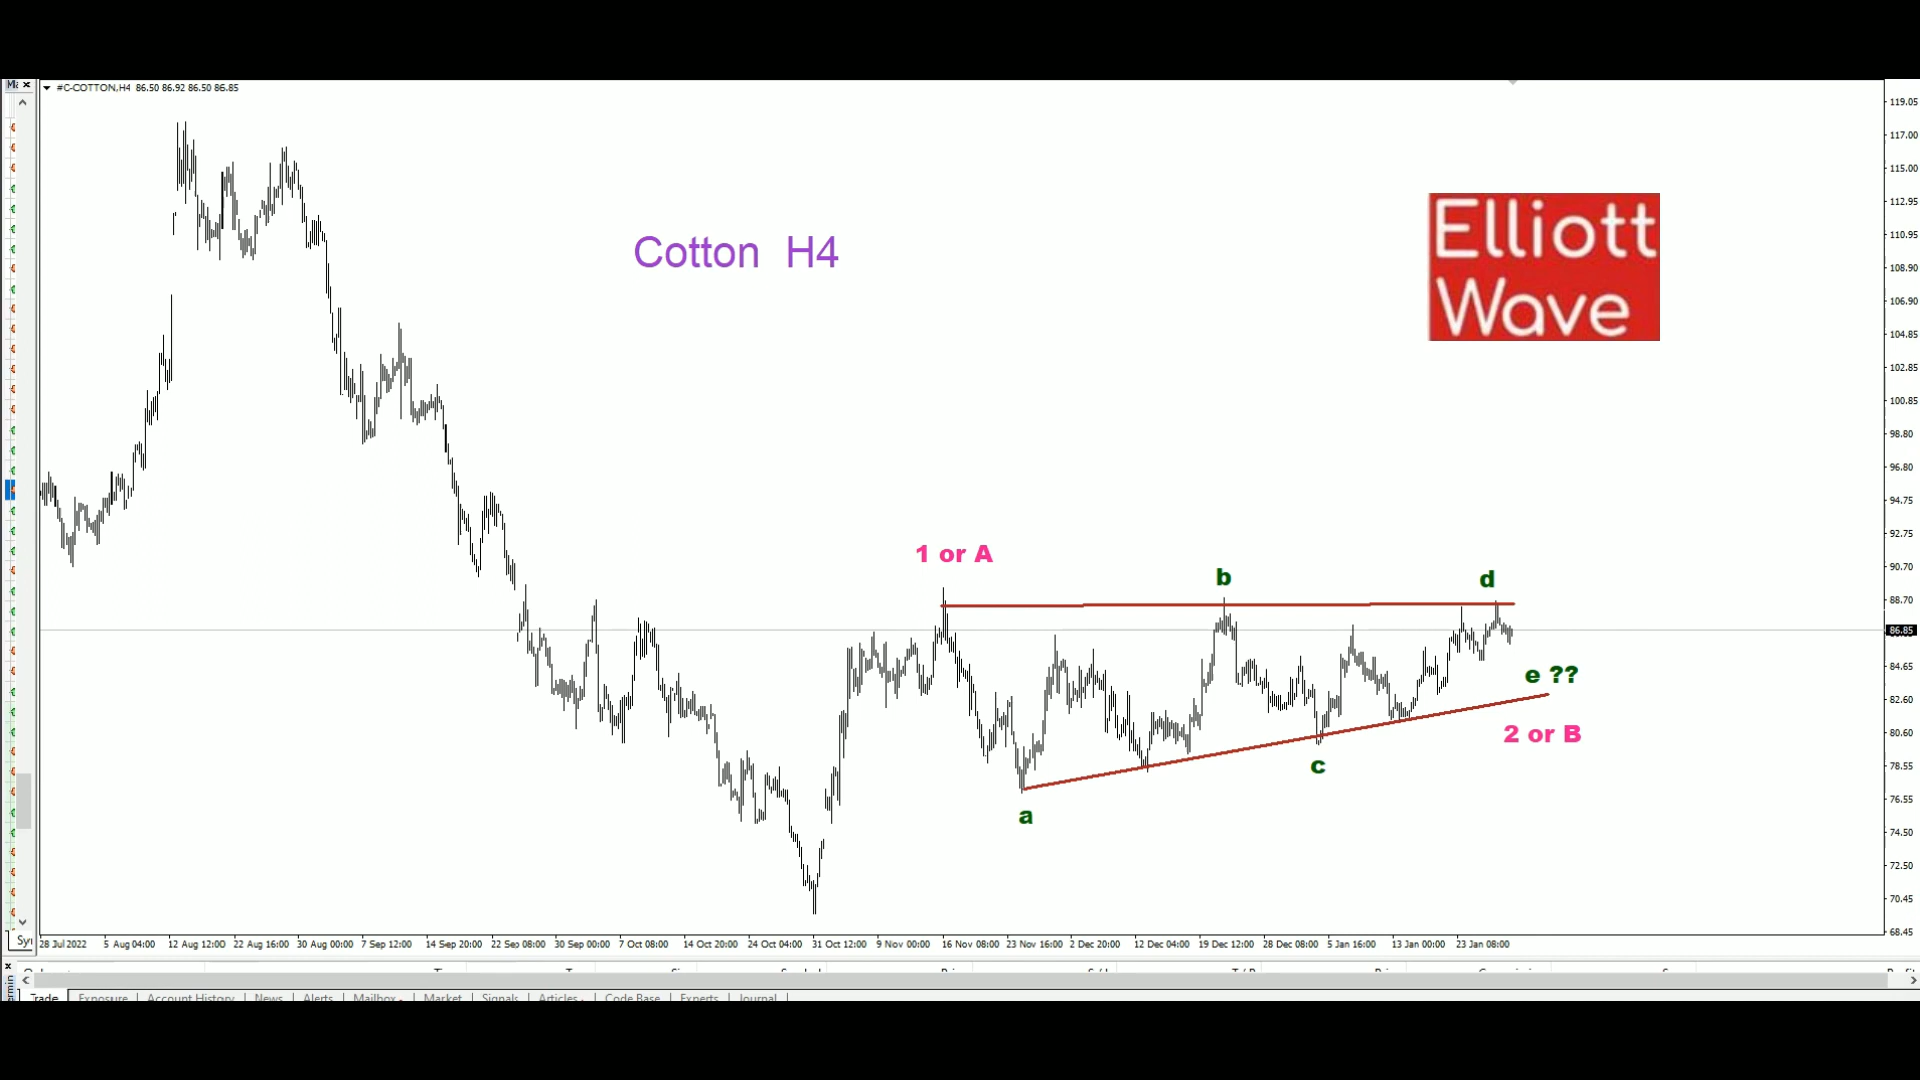 #C-COTTON,H4 86.50 86.92 86.50 86.85
Cotton H4
Elliott
Wave
1 or A
b
d
e ??
2 or B
c
a
119.05
117.00
115.00
112.95
110.95
108.90
106.90
104.85
102.85
100.85
98.80
96.80
94.75
92.75
90.70
88.70
86.85
84.65
82.60
80.60
78.55
76.55
74.50
72.50
70.45
68.45
28 Jul 2022 5 Aug 04:00 12 Aug 12:00 22 Aug 16:00 30 Aug 00:00 7 Sep 12:00 14 Sep 20:00 22 Sep 08:00 30 Sep 00:00 7 Oct 08:00 14 Oct 20:00 24 Oct 04:00 31 Oct 12:00 9 Nov 00:00 16 Nov 08:00 23 Nov 16:00 2 Dec 20:00 12 Dec 04:00 19 Dec 12:00 28 Dec 08:00 5 Jan 16:00 13 Jan 00:00 23 Jan 08:00
Trade Exposure Account History News Alerts Mailbox Market Signals Articles Code Base Experts Journal